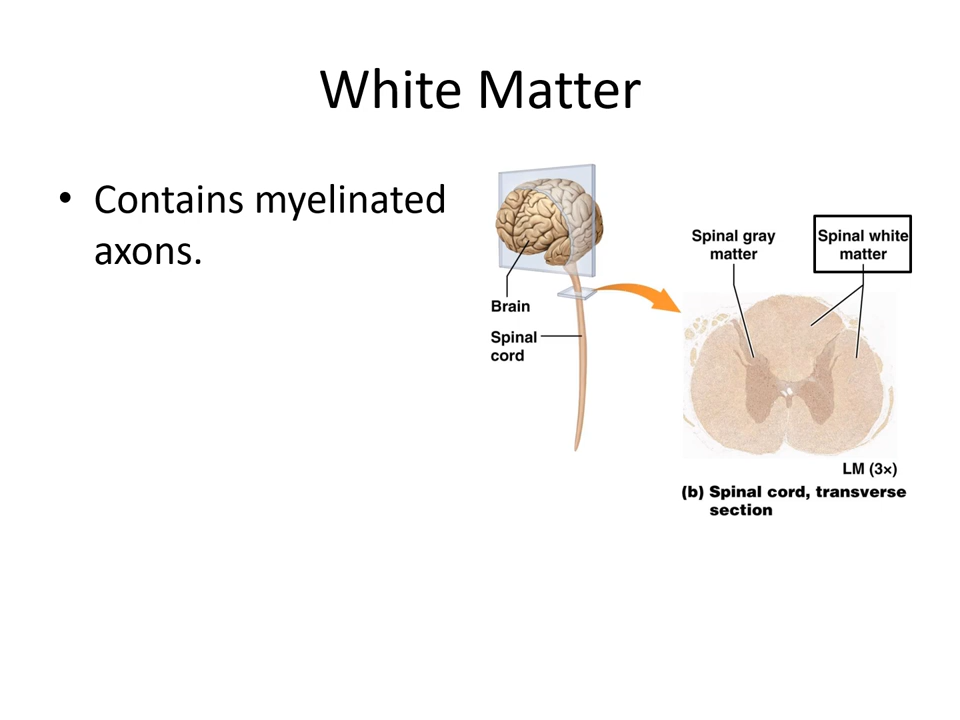 White Matter
• Contains myelinated
axons.
Brain
Spinal
cord
Spinal gray
matter
Spinal white
matter
LM (3×)
(b) Spinal cord, transverse
section